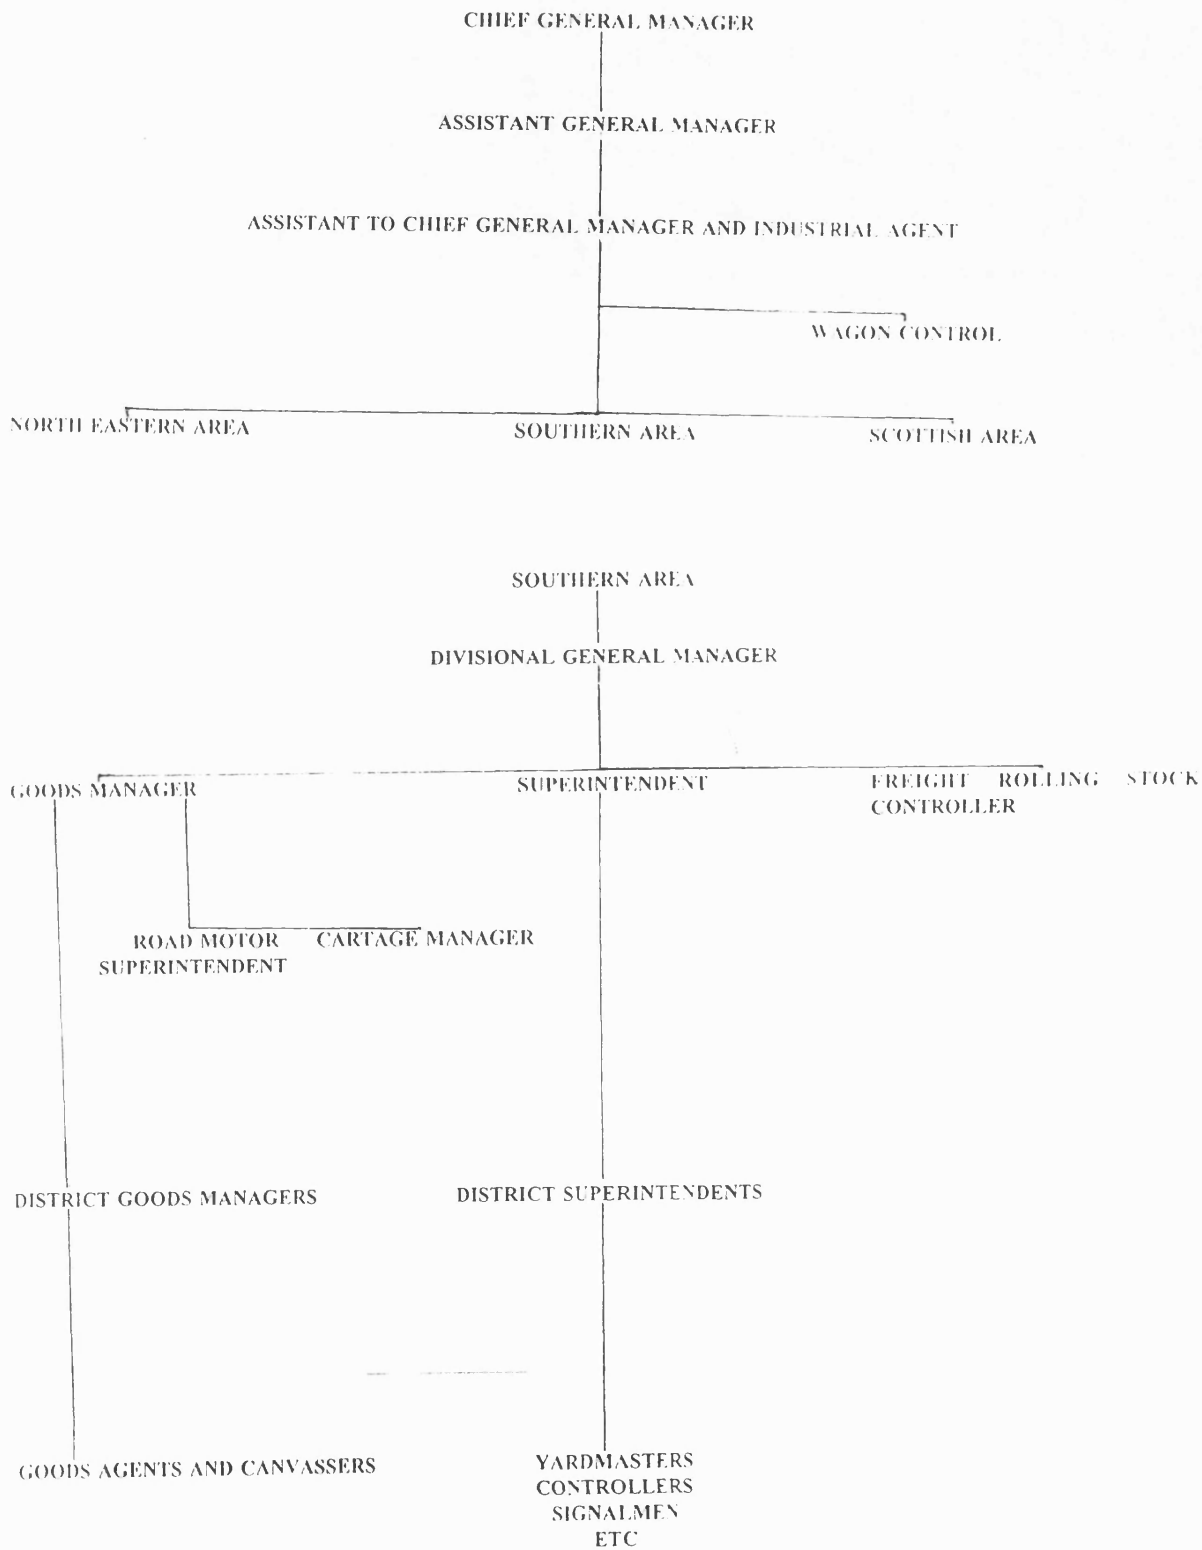 CHIEF GENERAL MANAGER
ASSISTANT GENERAL MANAGER
ASSISTANT TO CHIEF GENERAL MANAGER AND INDUSTRIAL AGENT
WAGON CONTROL
NORTH EASTERN AREA
SOUTHERN AREA
SCOTTISH AREA
SOUTHERN AREA
DIVISIONAL GENERAL MANAGER
GOODS MANAGER
SUPERINTENDENT
FREIGHT ROLLING STOCK
CONTROLLER
ROAD MOTOR
SUPERINTENDENT
CARTAGE MANAGER
DISTRICT GOODS MANAGERS
DISTRICT SUPERINTENDENTS
GOODS AGENTS AND CANVASSERS
YARDMASTERS
CONTROLLERS
SIGNALMEN
ETC